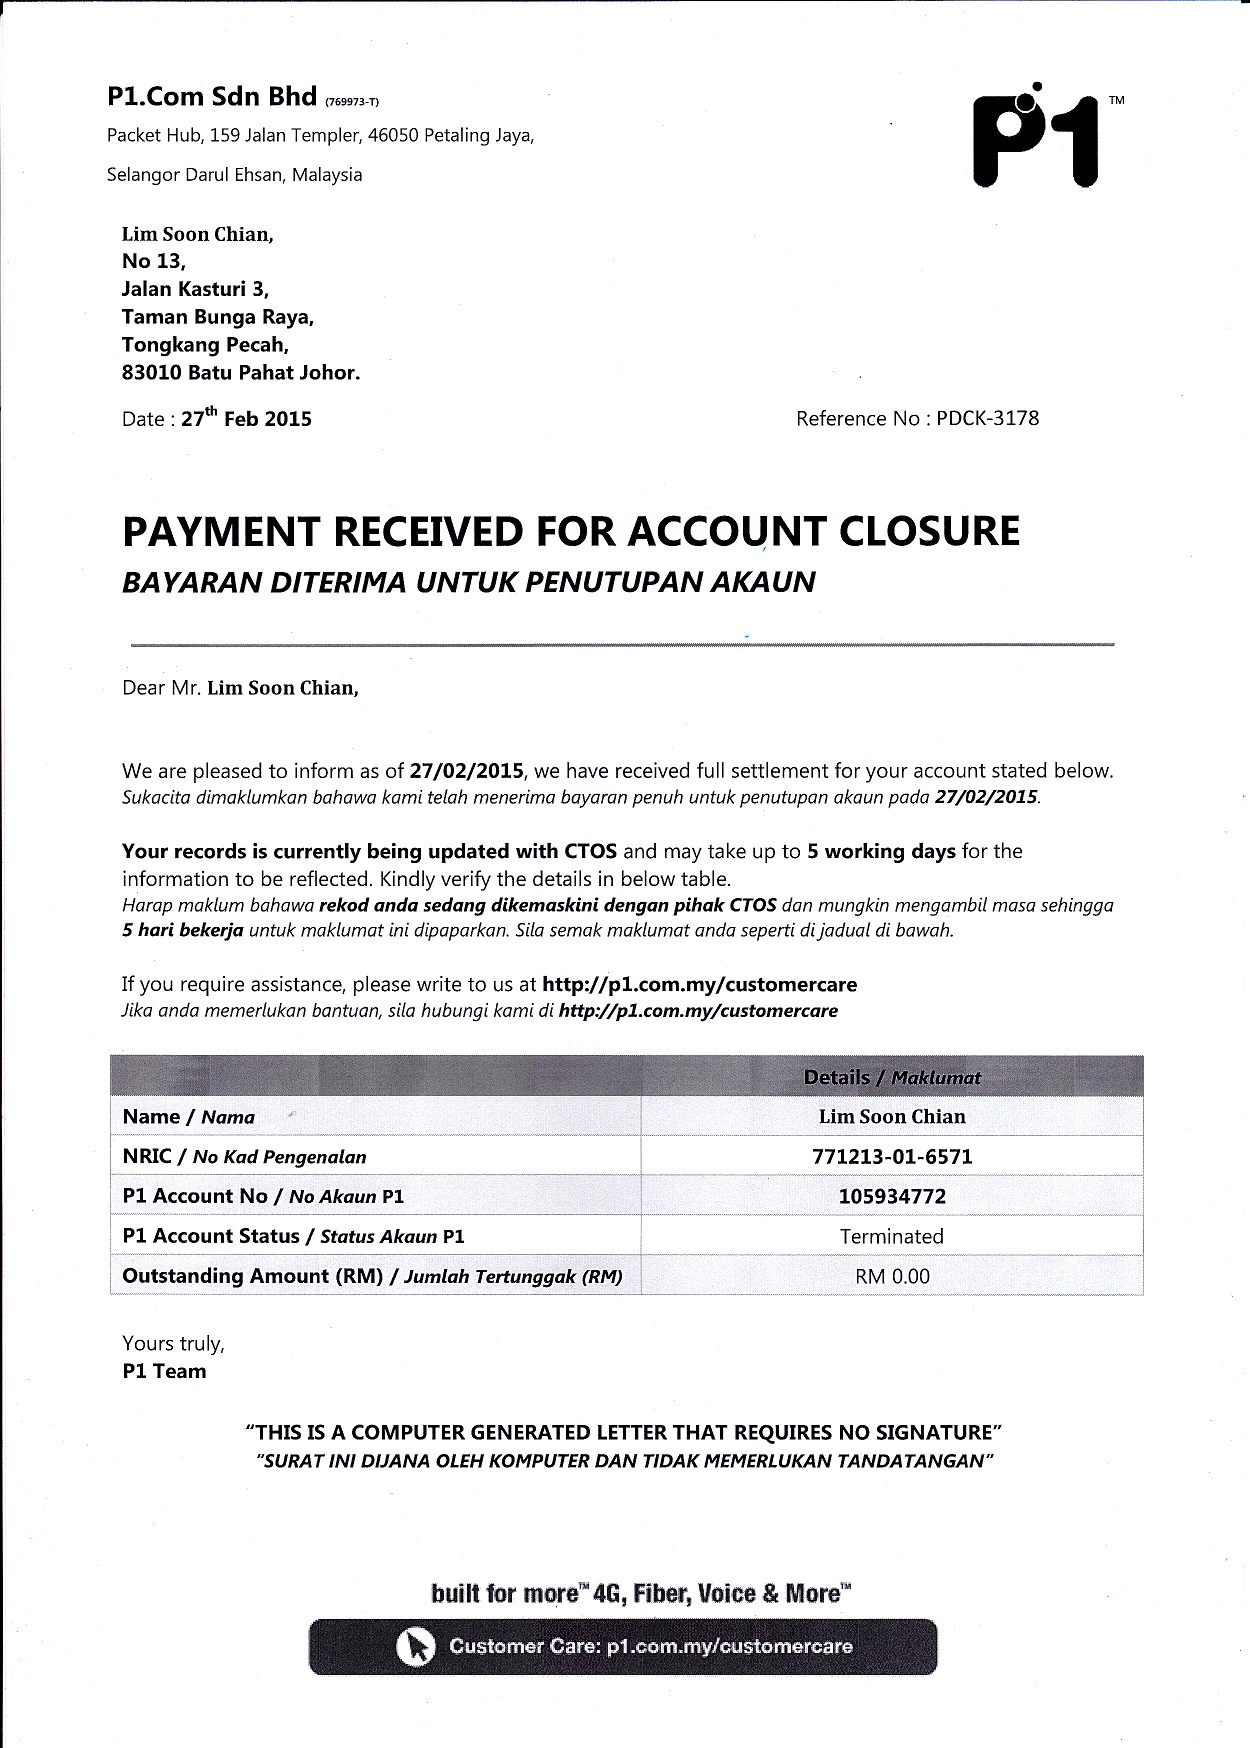 P1.Com Sdn Bhd (769973-T)
Packet Hub, 159 Jalan Templer, 46050 Petaling Jaya,
Selangor Darul Ehsan, Malaysia
P1 TM
Lim Soon Chian,
No 13,
Jalan Kasturi 3,
Taman Bunga Raya,
Tongkang Pecah,
83010 Batu Pahat Johor.
Date : 27th Feb 2015
Reference No : PDCK-3178
PAYMENT RECEIVED FOR ACCOUNT CLOSURE
BAYARAN DITERIMA UNTUK PENUTUPAN AKAUN
Dear Mr. Lim Soon Chian,
We are pleased to inform as of 27/02/2015, we have received full settlement for your account stated below.
Sukacita dimaklumkan bahawa kami telah menerima bayaran penuh untuk penutupan akaun pada 27/02/2015.
Your records is currently being updated with CTOS and may take up to 5 working days for the
information to be reflected. Kindly verify the details in below table.
Harap maklum bahawa rekod anda sedang dikemaskini dengan pihak CTOS dan mungkin mengambil masa sehingga
5 hari bekerja untuk maklumat ini dipaparkan. Sila semak maklumat anda seperti di jadual di bawah.
If you require assistance, please write to us at http://p1.com.my/customercare
Jika anda memerlukan bantuan, sila hubungi kami di http://p1.com.my/customercare
Details / Maklumat
Name / Nama Lim Soon Chian
NRIC / No Kad Pengenalan 771213-01-6571
P1 Account No / No Akaun P1 105934772
P1 Account Status / Status Akaun P1 Terminated
Outstanding Amount (RM) / Jumlah Tertunggak (RM) RM 0.00
Yours truly,
P1 Team
“THIS IS A COMPUTER GENERATED LETTER THAT REQUIRES NO SIGNATURE”
“SURAT INI DIJANA OLEH KOMPUTER DAN TIDAK MEMERLUKAN TANDATANGAN”
built for more™ 4G, Fiber, Voice & More™
Customer Care: p1.com.my/customercare